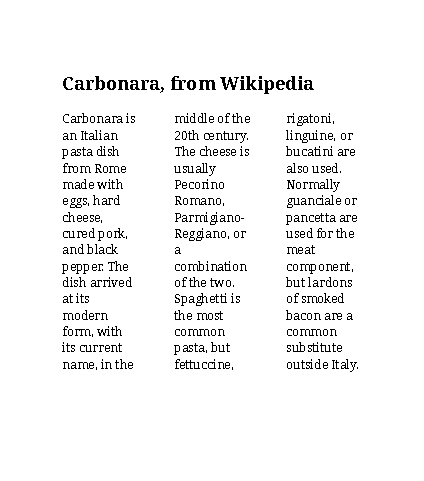 Carbonara, from Wikipedia
Carbonara is
an Italian
pasta dish
from Rome
made with
eggs, hard
cheese,
cured pork,
and black
pepper. The
dish arrived
at its
modern
form, with
its current
name, in the
middle of the
20th century.
The cheese is
usually
Pecorino
Romano,
Parmigiano-
Reggiano, or
a
combination
of the two.
Spaghetti is
the most
common
pasta, but
fettuccine,
rigatoni,
linguine, or
bucatini are
also used.
Normally
guanciale or
pancetta are
used for the
meat
component,
but lardons
of smoked
bacon are a
common
substitute
outside Italy.